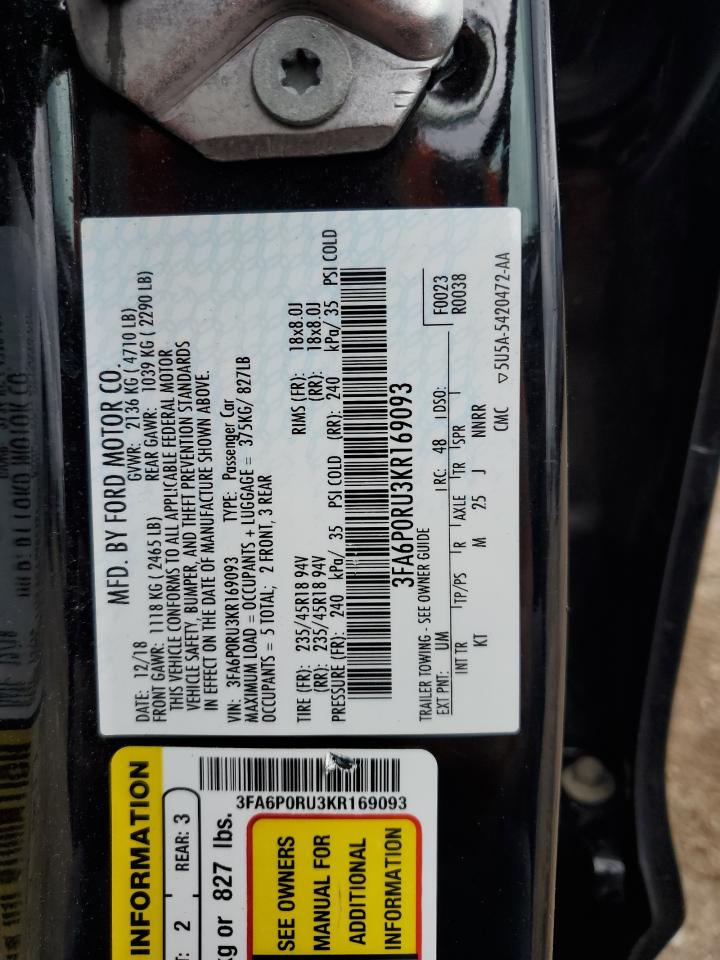 MFD. BY FORD MOTOR CO.
DATE: 12/18 GVWR: 2136 KG ( 4710 LB)
FRONT GAWR: 1118 KG ( 2465 LB) REAR GAWR: 1039 KG ( 2290 LB)
THIS VEHICLE CONFORMS TO ALL APPLICABLE FEDERAL MOTOR
VEHICLE SAFETY, BUMPER, AND THEFT PREVENTION STANDARDS
IN EFFECT ON THE DATE OF MANUFACTURE SHOWN ABOVE.
VIN: 3FA6P0RU3KR169093 TYPE: Passenger Car
MAXIMUM LOAD = OCCUPANTS + LUGGAGE = 375KG/ 827LB
OCCUPANTS = 5 TOTAL; 2 FRONT, 3 REAR
TIRE (FR): 235/45R18 94V RIMS (FR): 18x8.0J
(RR): 235/45R18 94V (RR): 18x8.0J
PRESSURE (FR): 240 kPa/ 35 PSI COLD (RR): 240 kPa/ 35 PSI COLD
3FA6P0RU3KR169093
TRAILER TOWING - SEE OWNER GUIDE
F0023
EXT PNT: UM RC: 48 DSO: R0038
INT TR TP/PS R AXLE TR SPR
KT M 25 J NNRR
CMC ▽5U5A-5420472-AA
INFORMATION
2 REAR: 3
kg or 827 lbs.
3FA6P0RU3KR169093
SEE OWNERS
MANUAL FOR
ADDITIONAL
INFORMATION